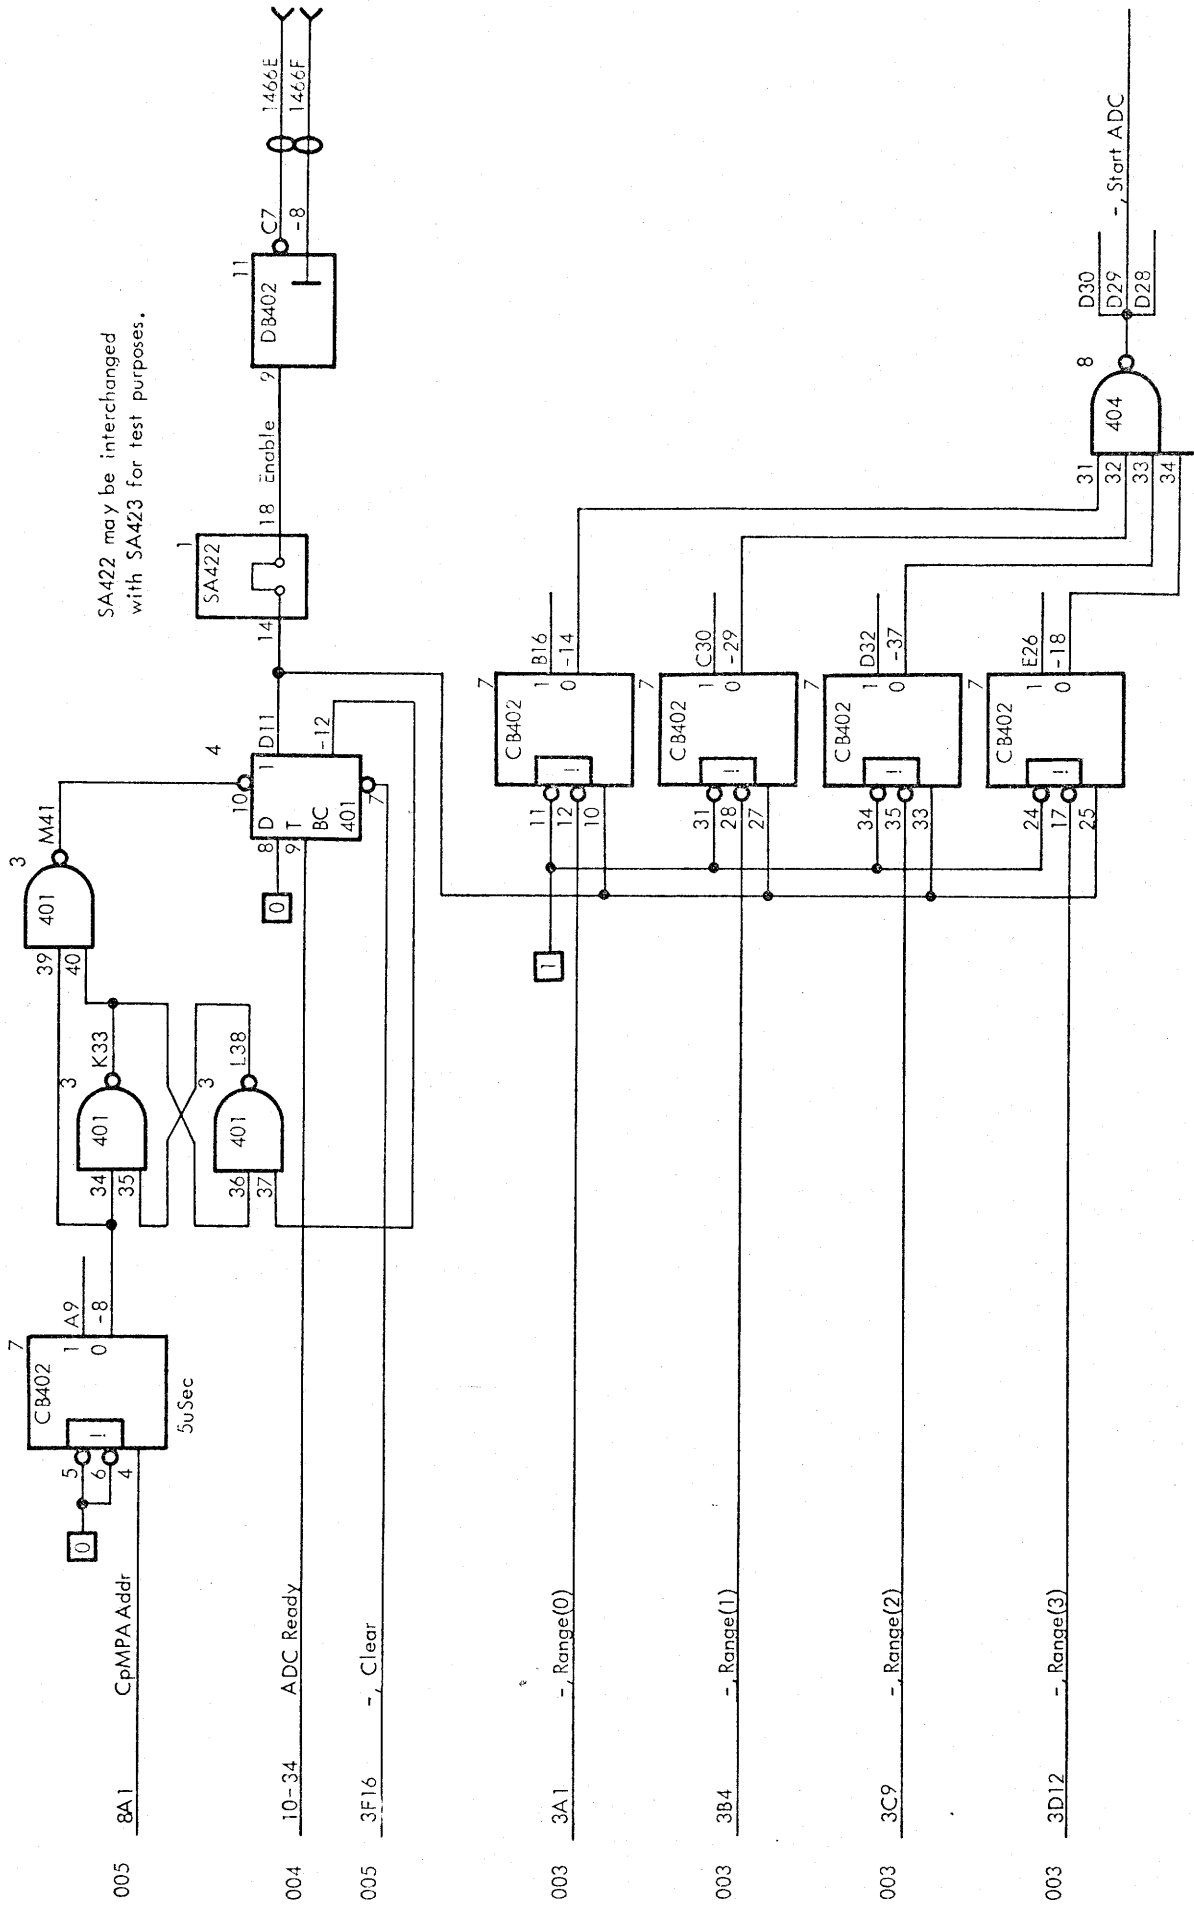 SA422 may be interchanged
with SA423 for test purposes.
005 8A1 CpMPAAddr
0
5
6
4
7
CB402
!
1 A9
0 -8
5uSec
34
35
3
401
K33
36
37
3
401
L38
39
40
3
401
M41
004 10-34 ADC Ready
005 3F16 -, Clear
0
8 D
9 T
BC
401
10
7
4
1 D11
-12
14
1
SA422
18 Enable
9
DB402
11
C7 1466E
-8 1466F
1
003 3A1 -, Range(0)
11
12
10
7
CB402
!
1 B16
0 -14
003 3B4 -, Range(1)
31
28
27
7
CB402
!
1 C30
0 -29
003 3C9 -, Range(2)
34
35
33
7
CB402
!
1 D32
0 -37
003 3D12 -, Range(3)
24
17
25
7
CB402
!
1 E26
0 -18
31
32
33
34
404
8
D30
D29 -, Start ADC
D28